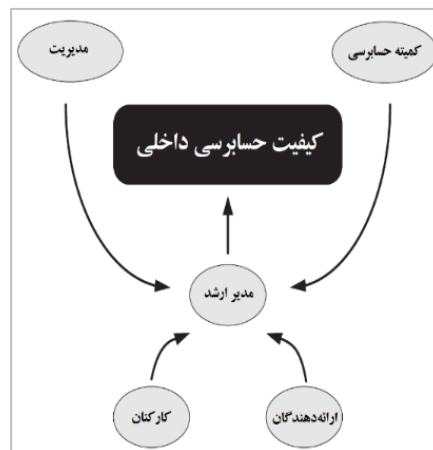 کمیته حسابرسی
مدیریت
کیفیت حسابرسی داخلی
مدیر ارشد
ارائه‌دهندگان
کارکنان